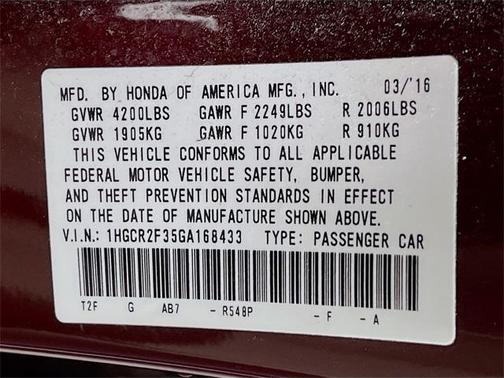 MFD. BY HONDA OF AMERICA MFG., INC. 03/'16
GVWR 4200LBS GAWR F 2249LBS R 2006LBS
GVWR 1905KG GAWR F 1020KG R 910KG
THIS VEHICLE CONFORMS TO ALL APPLICABLE
FEDERAL MOTOR VEHICLE SAFETY, BUMPER,
AND THEFT PREVENTION STANDARDS IN EFFECT
ON THE DATE OF MANUFACTURE SHOWN ABOVE.
V.I.N.: 1HGCR2F35GA168433 TYPE: PASSENGER CAR
T2F G AB7 - R548P - F - A